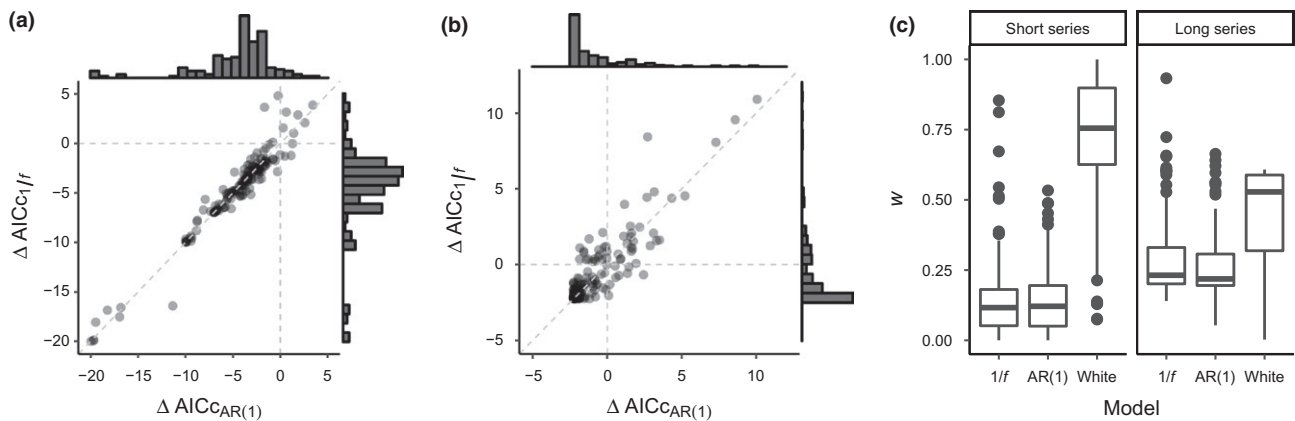 (a)
5
0
−5
−10
−15
−20
Δ AICc1/f
−20
−15
−10
−5
0
5
Δ AICcAR(1)
(b)
10
5
0
−5
Δ AICc1/f
−5
0
5
10
Δ AICcAR(1)
(c)
Short series
Long series
1.00
0.75
0.50
0.25
0.00
w
1/f AR(1) White
1/f AR(1) White
Model